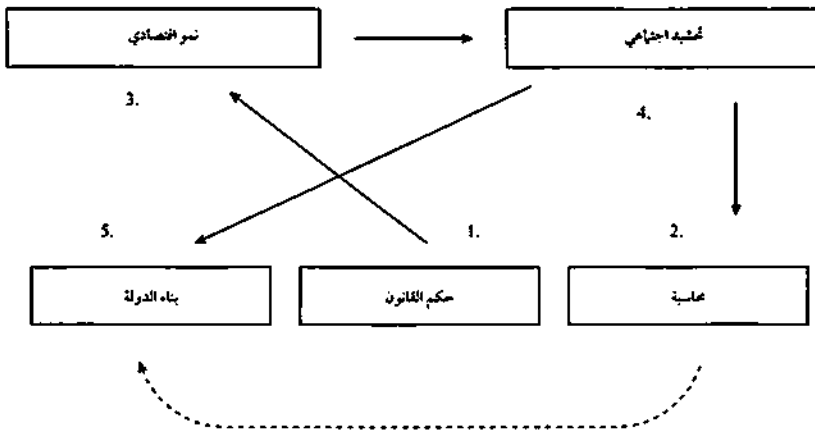 تحشيد اجتماعي
نمو اقتصادي
4.
3.
2.
1.
5.
محاسبة
حكم القانون
بناء الدولة